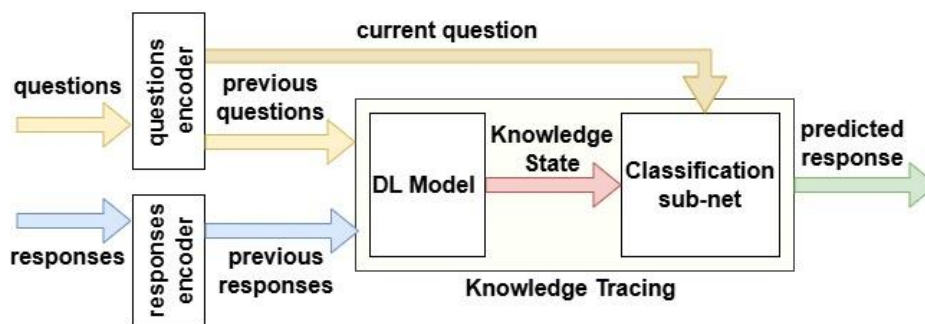 current question
questions
questions
encoder
previous
questions
Knowledge
State
predicted
response
DL Model
Classification
sub-net
responses
responses
encoder
previous
responses
Knowledge Tracing